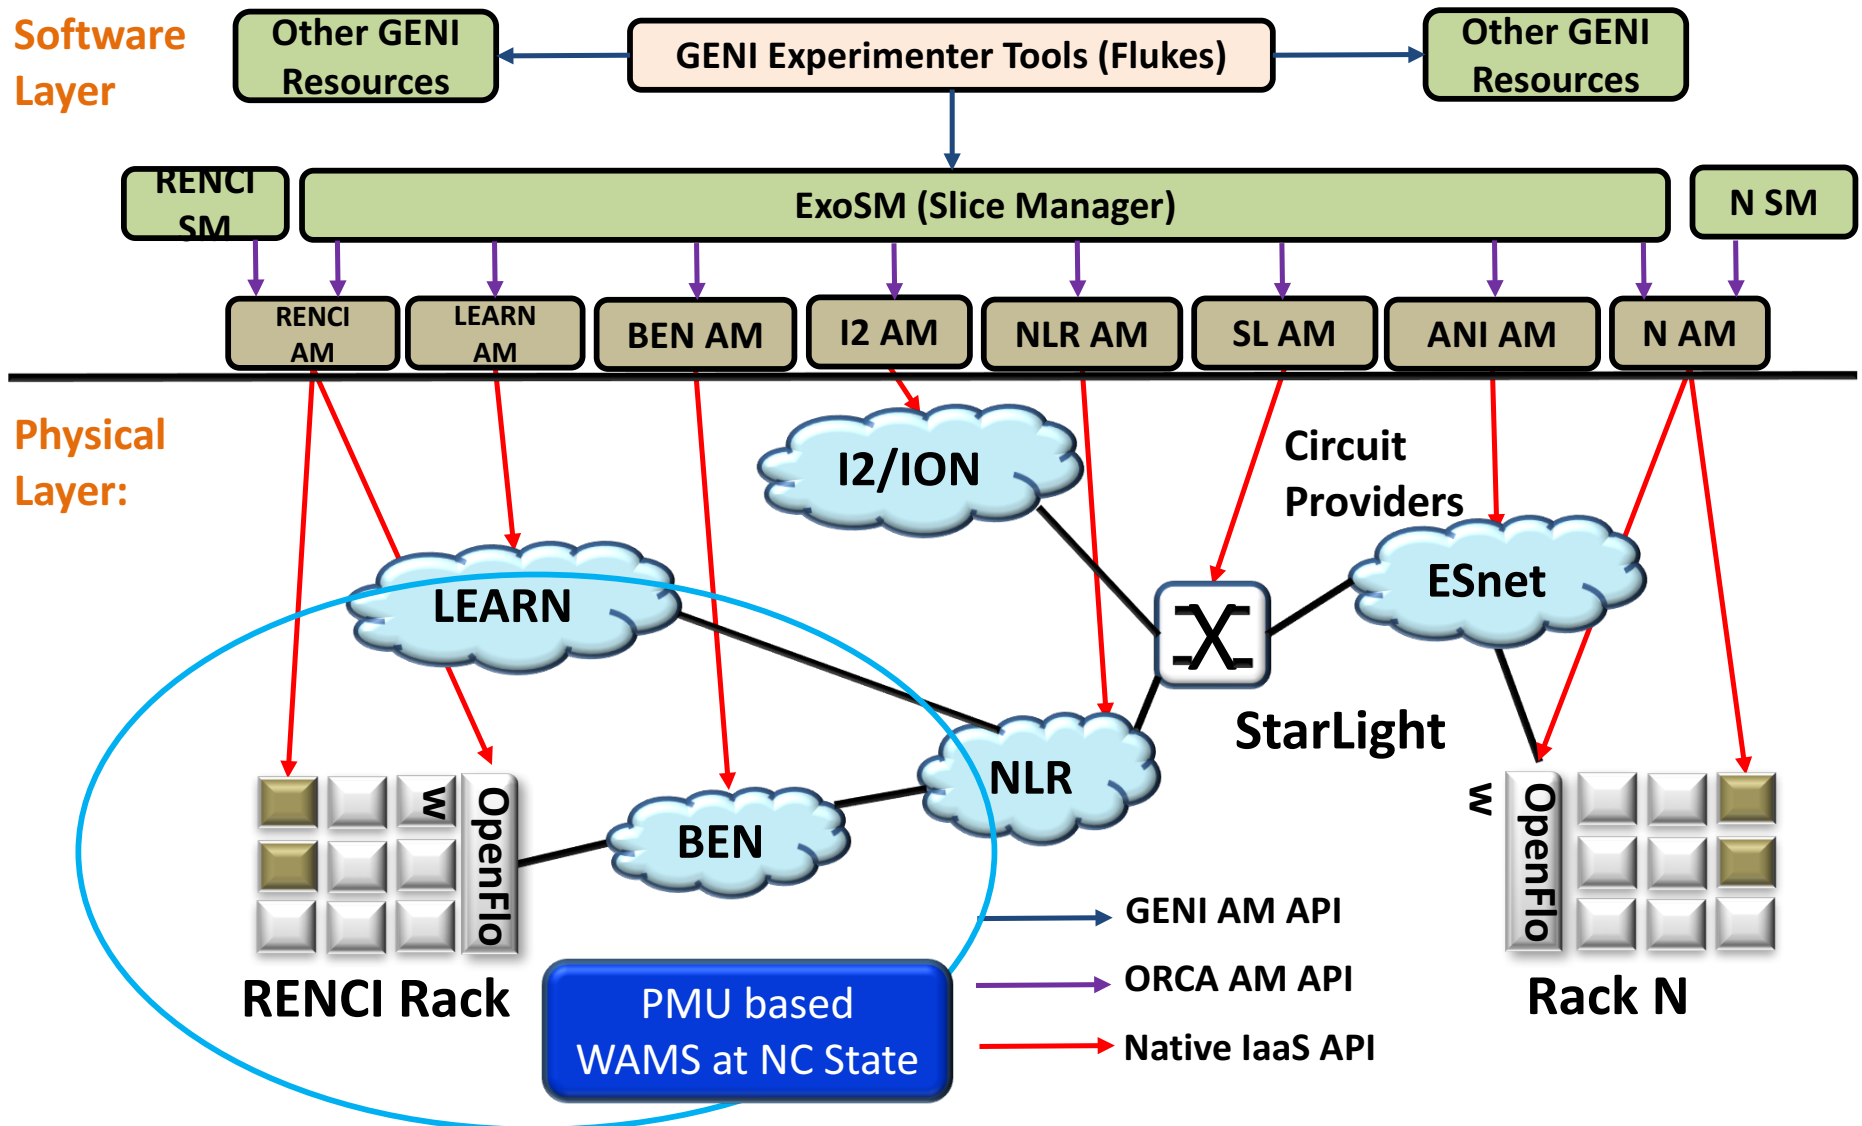 Software
Layer
Other GENI
Resources
GENI Experimenter Tools (Flukes)
Other GENI
Resources
RENCI
SM
ExoSM (Slice Manager)
N SM
RENCI
AM
LEARN
AM
BEN AM
I2 AM
NLR AM
SL AM
ANI AM
N AM
Physical
Layer:
I2/ION
Circuit
Providers
LEARN
ESnet
StarLight
NLR
BEN
OpenFlo
w
OpenFlo
w
RENCI Rack
Rack N
PMU based
WAMS at NC State
GENI AM API
ORCA AM API
Native IaaS API